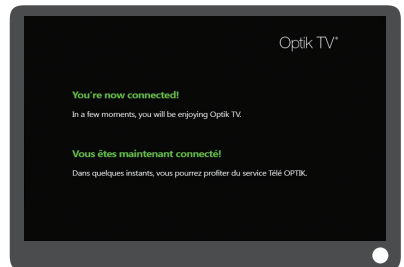 Optik TV*
You're now connected!
In a few moments, you will be enjoying Optik TV.
Vous êtes maintenant connecté!
Dans quelques instants, vous pourrez profiter du service Télé OPTIK.